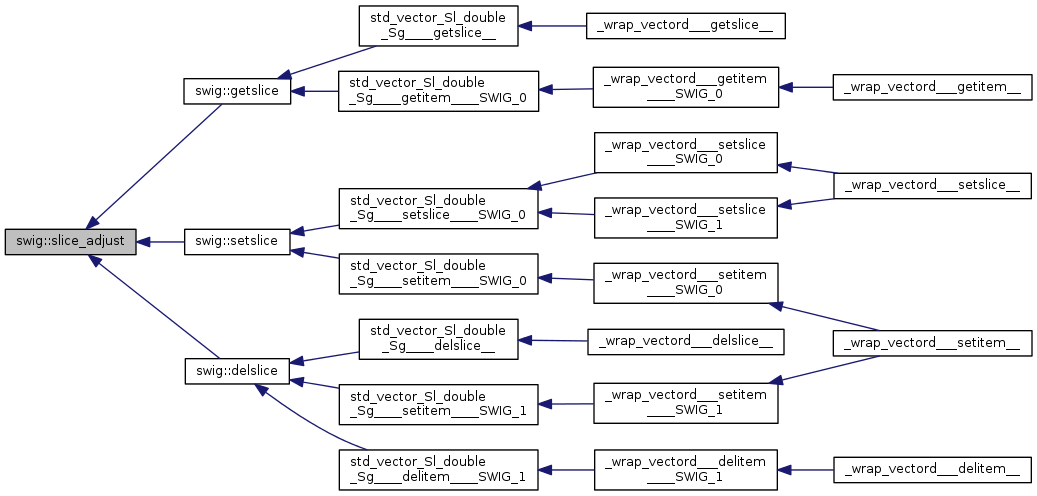 std_vector_Sl_double
_Sg____getslice__
_wrap_vectord___getslice__
swig::getslice
std_vector_Sl_double
_Sg____getitem____SWIG_0
_wrap_vectord___getitem
____SWIG_0
_wrap_vectord___getitem__
_wrap_vectord___setslice
____SWIG_0
_wrap_vectord___setslice__
std_vector_Sl_double
_Sg____setslice____SWIG_0
_wrap_vectord___setslice
____SWIG_1
swig::slice_adjust
swig::setslice
std_vector_Sl_double
_Sg____setitem____SWIG_0
_wrap_vectord___setitem
____SWIG_0
std_vector_Sl_double
_Sg____delslice__
_wrap_vectord___delslice__
_wrap_vectord___setitem__
swig::delslice
std_vector_Sl_double
_Sg____setitem____SWIG_1
_wrap_vectord___setitem
____SWIG_1
std_vector_Sl_double
_Sg____delitem____SWIG_1
_wrap_vectord___delitem
____SWIG_1
_wrap_vectord___delitem__